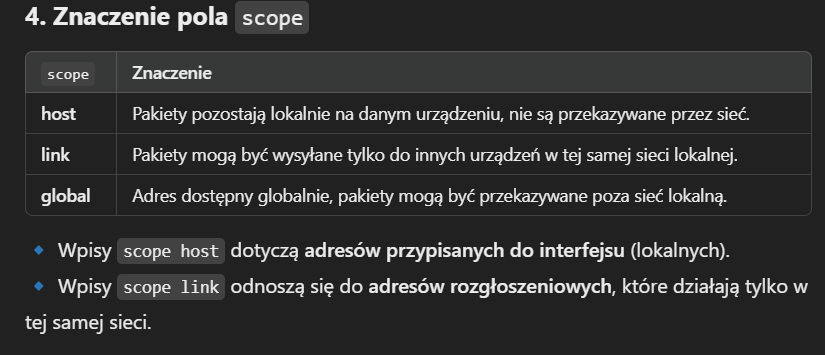 4. Znaczenie pola scope
scope Znaczenie
host Pakiety pozostają lokalnie na danym urządzeniu, nie są przekazywane przez sieć.
link Pakiety mogą być wysyłane tylko do innych urządzeń w tej samej sieci lokalnej.
global Adres dostępny globalnie, pakiety mogą być przekazywane poza sieć lokalną.
🔹 Wpisy scope host dotyczą adresów przypisanych do interfejsu (lokalnych).
🔹 Wpisy scope link odnoszą się do adresów rozgłoszeniowych, które działają tylko w
tej samej sieci.